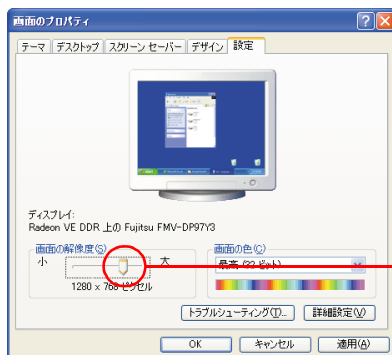 画面のプロパティ
テーマ デスクトップ スクリーン セーバー デザイン 設定
ディスプレイ:
Radeon VE DDR 上の Fujitsu FMV-DP97Y3
画面の解像度(S)
小 大
1280 x 768 ピクセル
画面の色(C)
最高 (32 ビット)
トラブルシューティング(T)... 詳細設定(V)
OK キャンセル 適用(A)